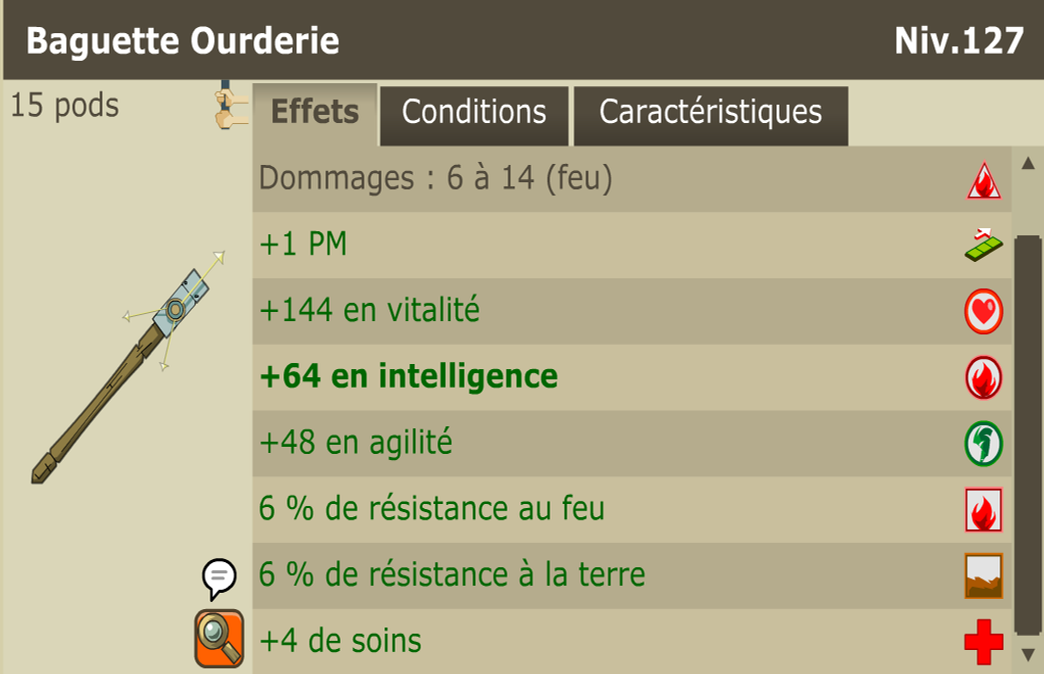 Baguette Ourderie
Niv.127
15 pods
Effets
Conditions
Caractéristiques
Dommages : 6 à 14 (feu)
+1 PM
+144 en vitalité
+64 en intelligence
+48 en agilité
6 % de résistance au feu
6 % de résistance à la terre
+4 de soins